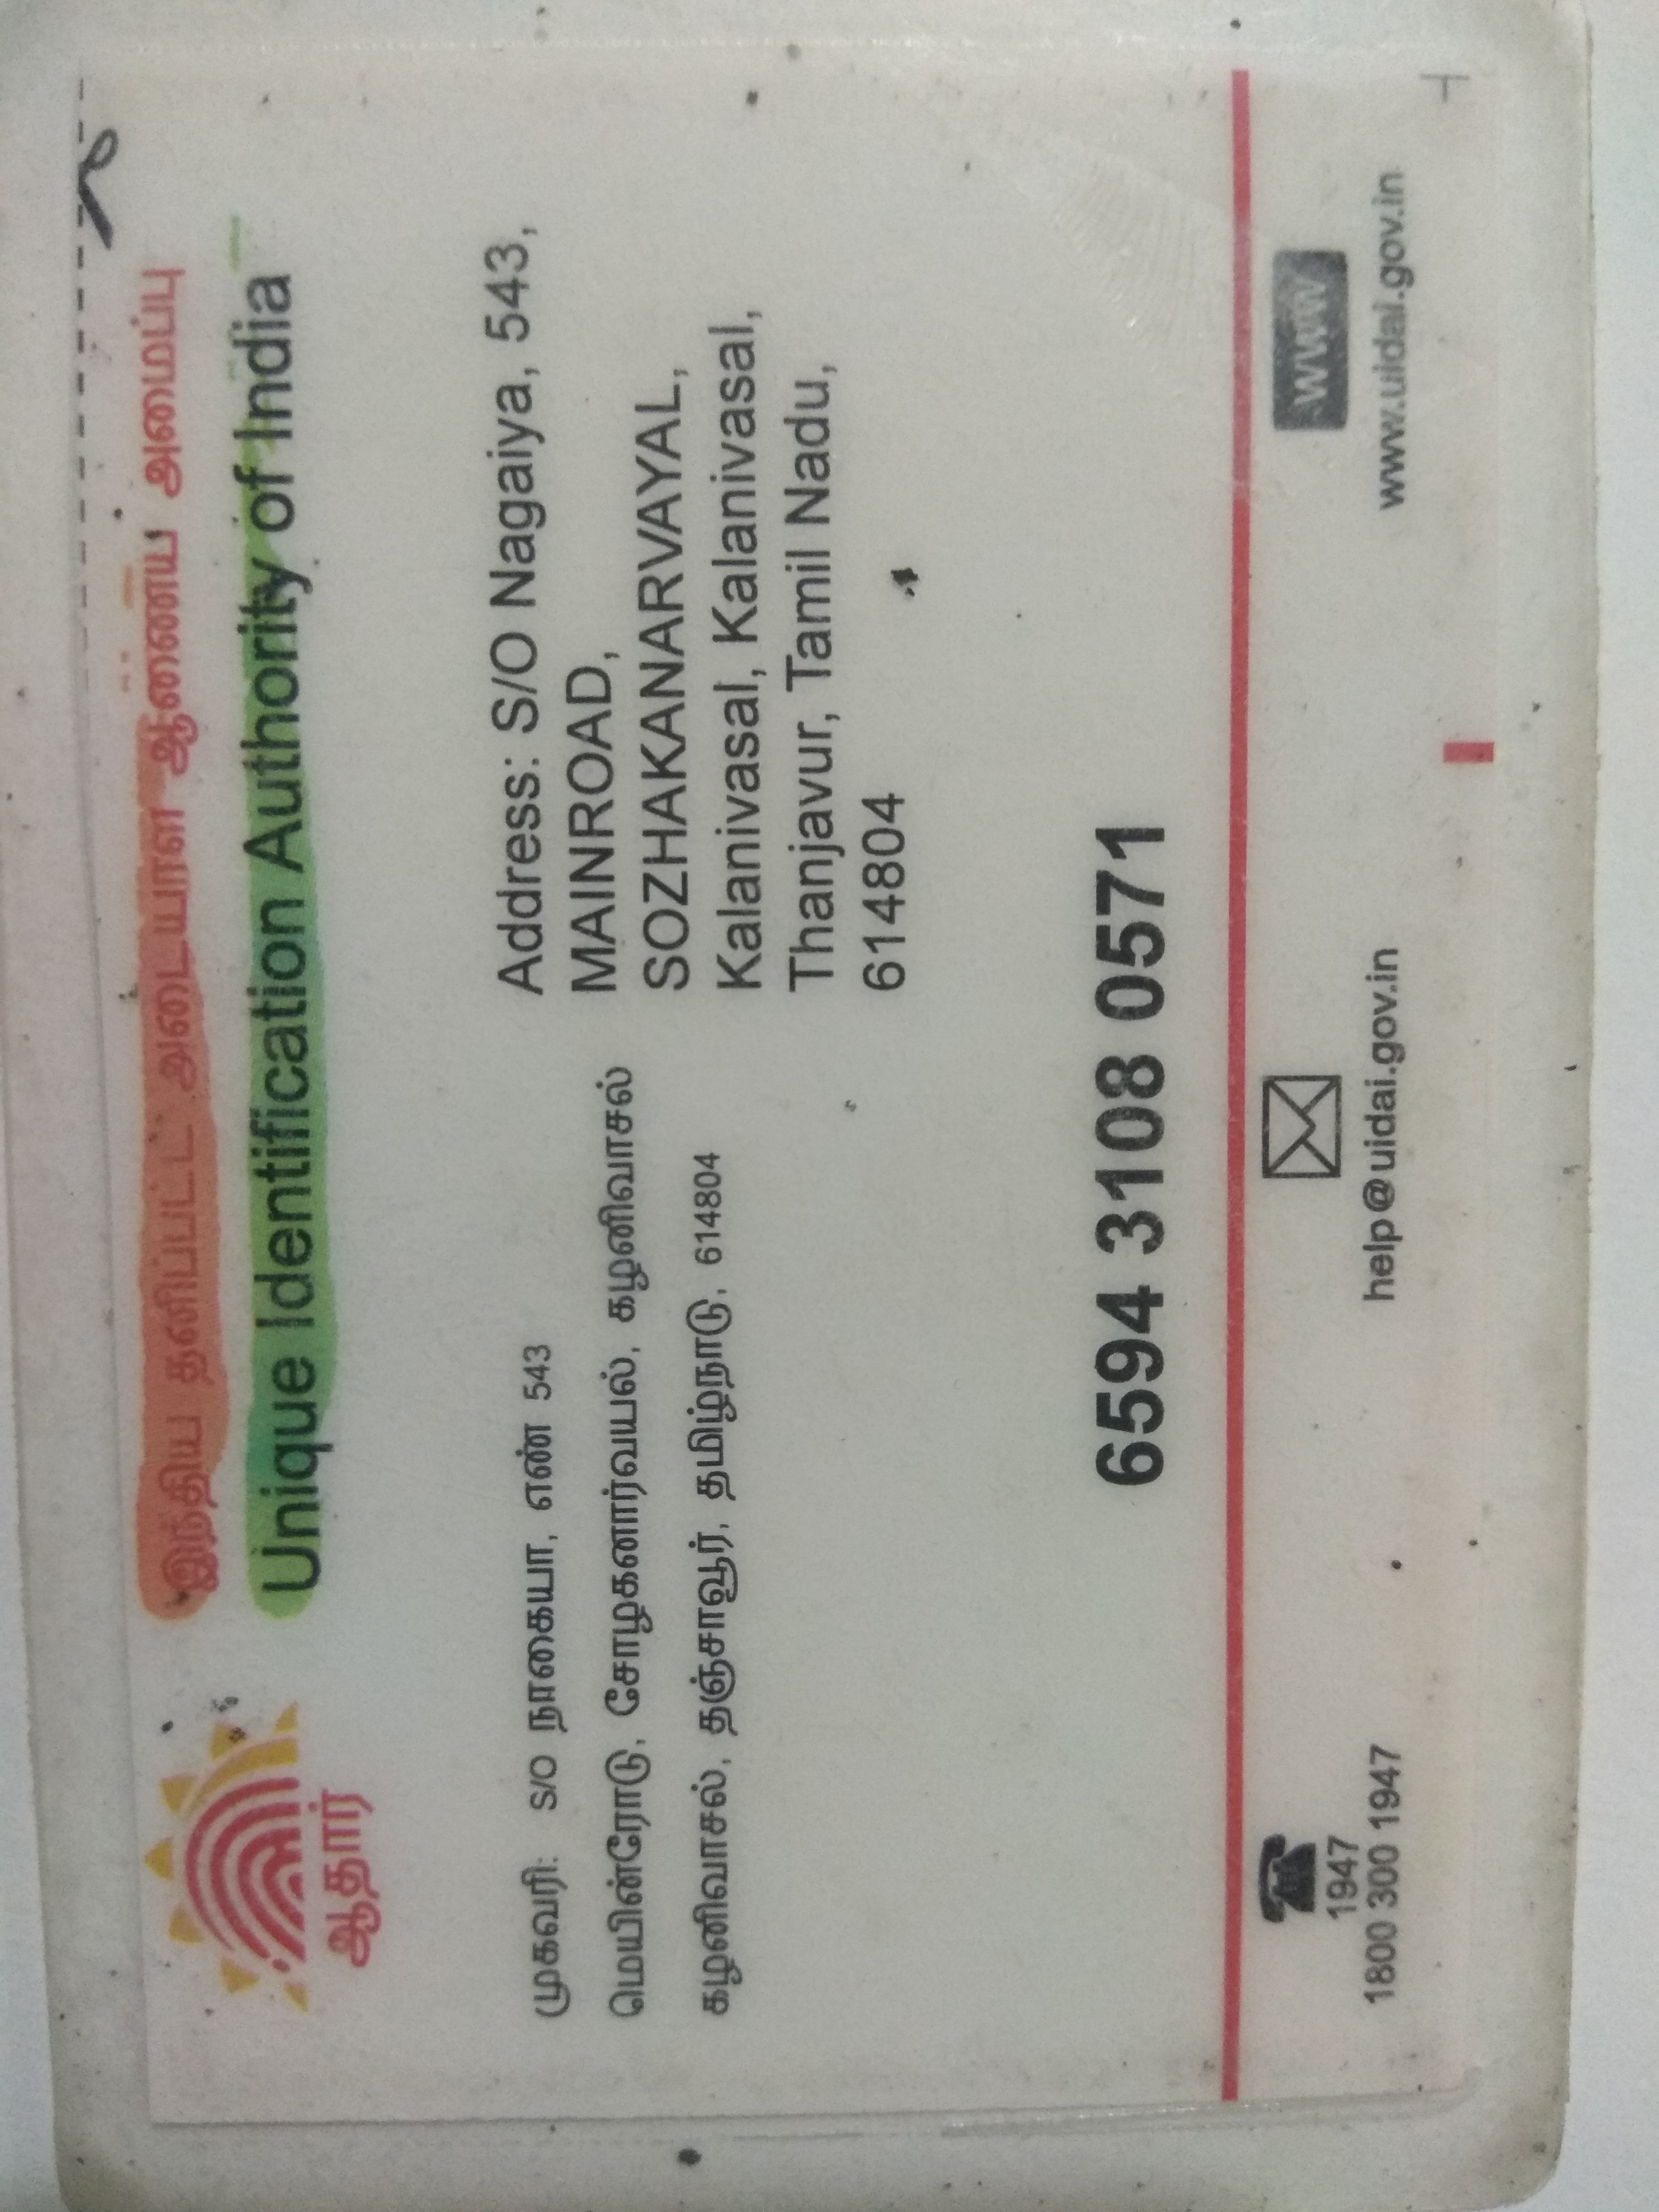 இந்திய தனிப்பட்ட அடையாள ஆணைய அமைப்பு
Unique Identification Authority of India
ஆதார்
முகவரி: S/O நாகையா, எண் 543
மெயின்ரோடு, சோழகனார்வயல், கழனிவாசல்
கழனிவாசல், தஞ்சாவூர், தமிழ்நாடு, 614804
Address: S/O Nagaiya, 543,
MAINROAD,
SOZHAKANARVAYAL,
Kalanivasal, Kalanivasal,
Thanjavur, Tamil Nadu,
614804
6594 3108 0571
1947
1800 300 1947
help@uidai.gov.in
WWW
www.uidai.gov.in